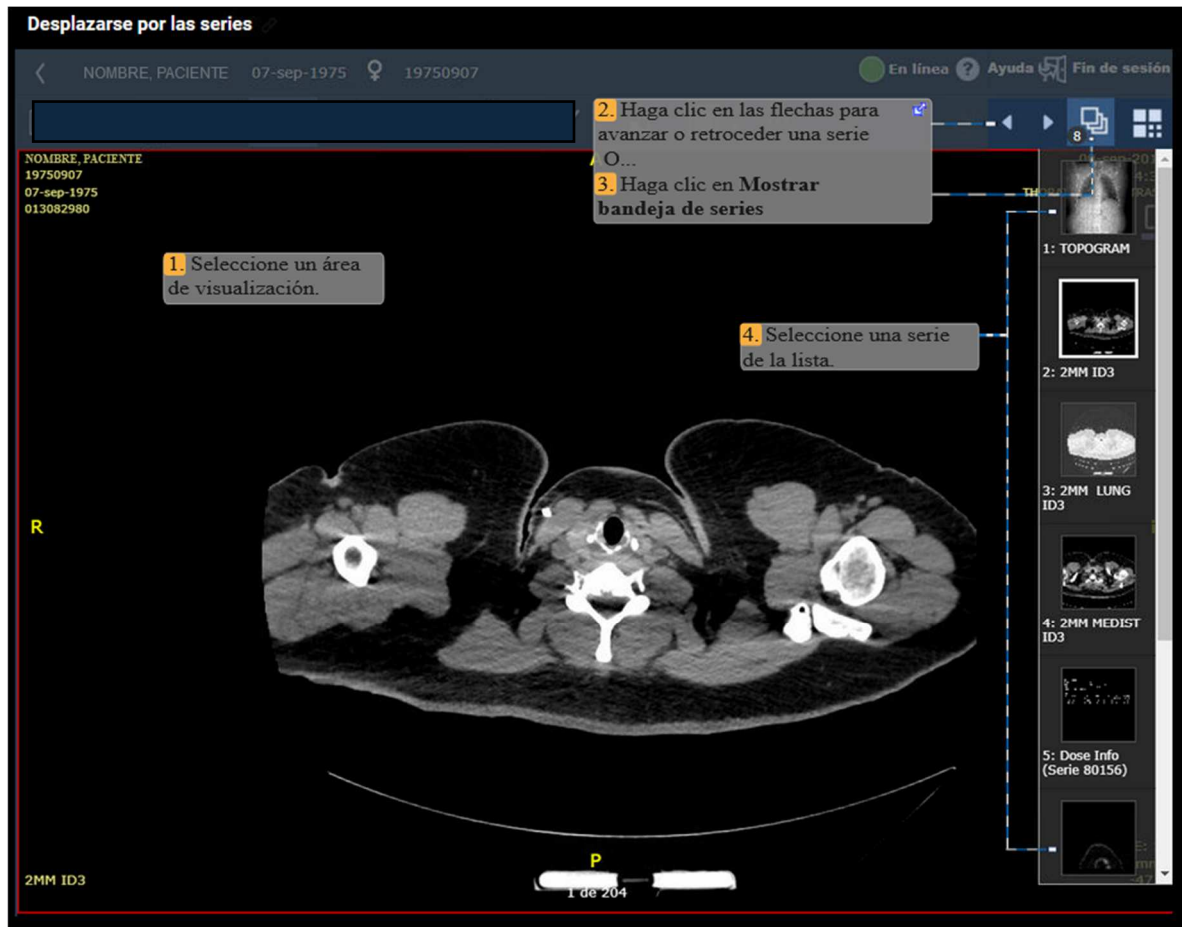 Desplazarse por las series
NOMBRE, PACIENTE 07-sep-1975 19750907
En línea ? Ayuda Fin de sesión
2. Haga clic en las flechas para
avanzar o retroceder una serie
O...
3. Haga clic en Mostrar
bandeja de series
8
NOMBRE, PACIENTE
19750907
07-sep-1975
013082980
1. Seleccione un área
de visualización.
4. Seleccione una serie
de la lista.
1: TOPOGRAM
2: 2MM ID3
3: 2MM LUNG
ID3
4: 2MM MEDIST
ID3
5: Dose Info
(Serie 80156)
R
P
2MM ID3
1 de 204